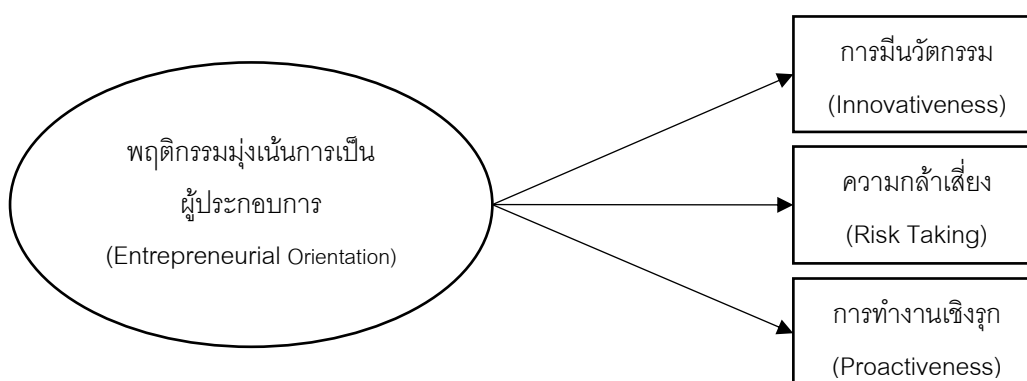 พฤติกรรมมุ่งเน้นการเป็น
ผู้ประกอบการ
(Entrepreneurial Orientation)
การมีนวัตกรรม
(Innovativeness)
ความกล้าเสี่ยง
(Risk Taking)
การทำงานเชิงรุก
(Proactiveness)